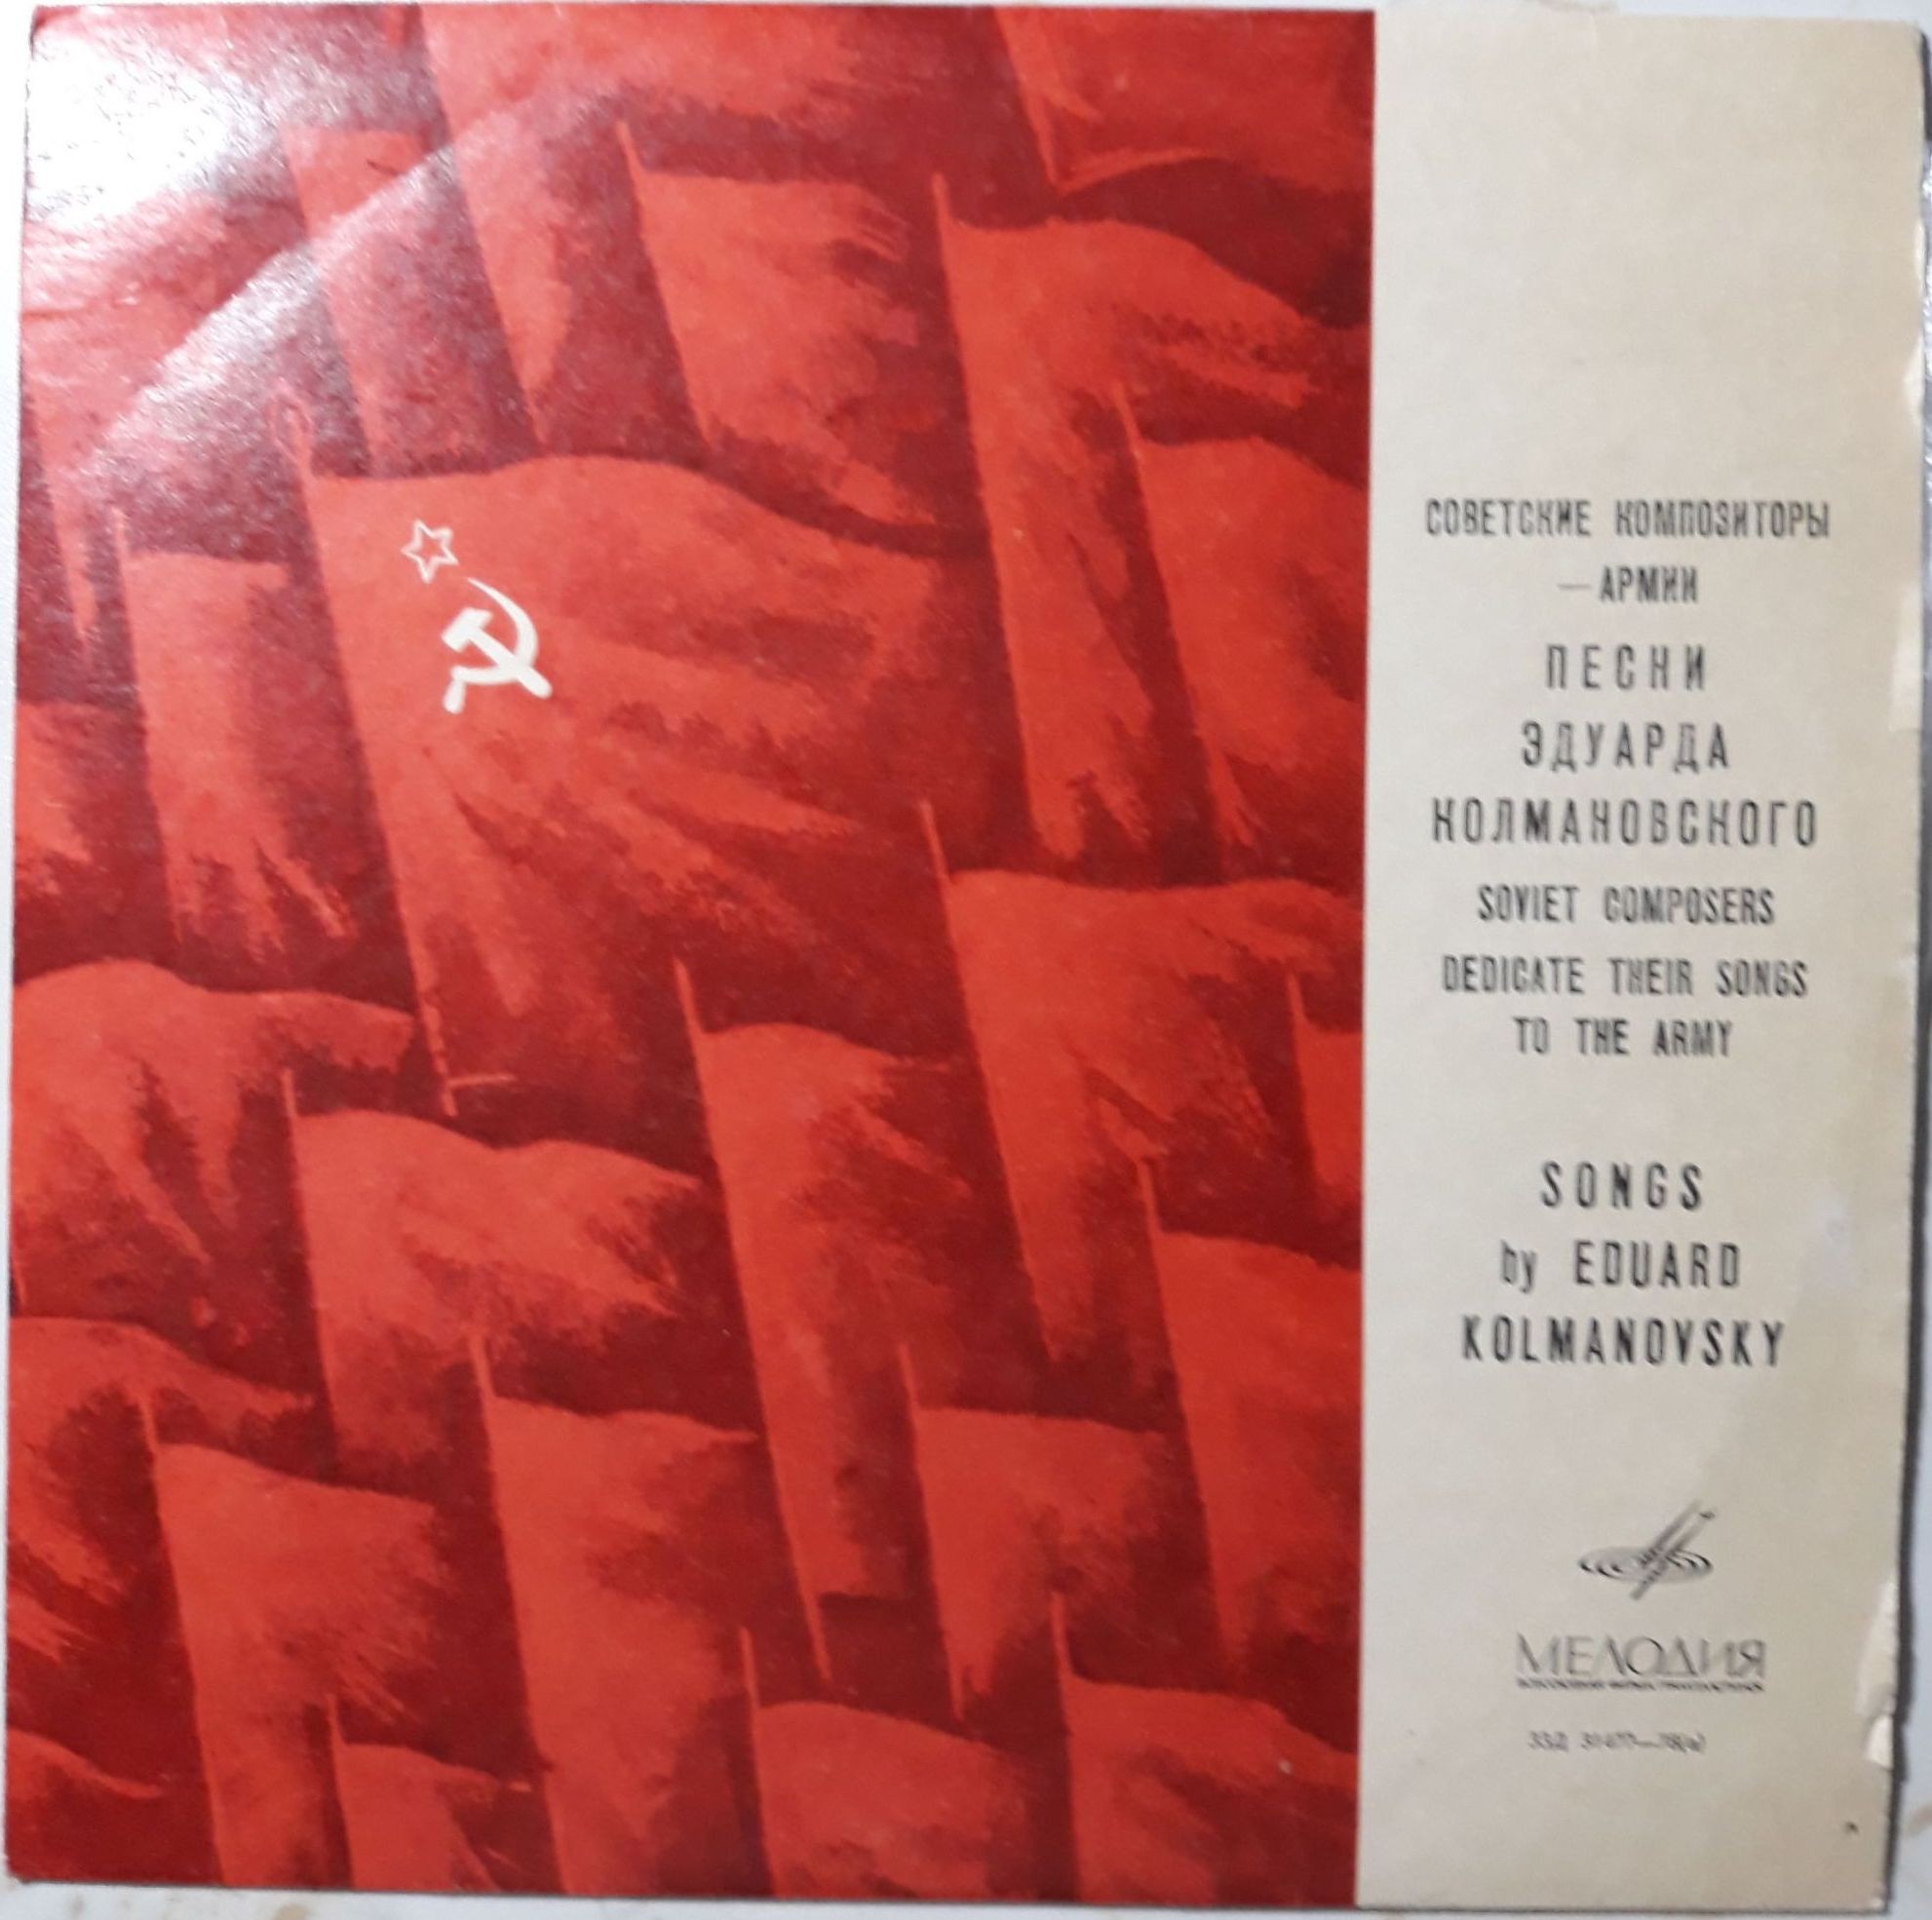 СОВЕТСКИЕ КОМПОЗИТОРЫ
—АРМИИ
ПЕСНИ
ЭДУАРДА
КОЛМАНОВСКОГО
SOVIET COMPOSERS
DEDICATE THEIR SONGS
TO THE ARMY
SONGS
by EDUARD
KOLMANOVSKY
МЕЛОДИЯ
33Д